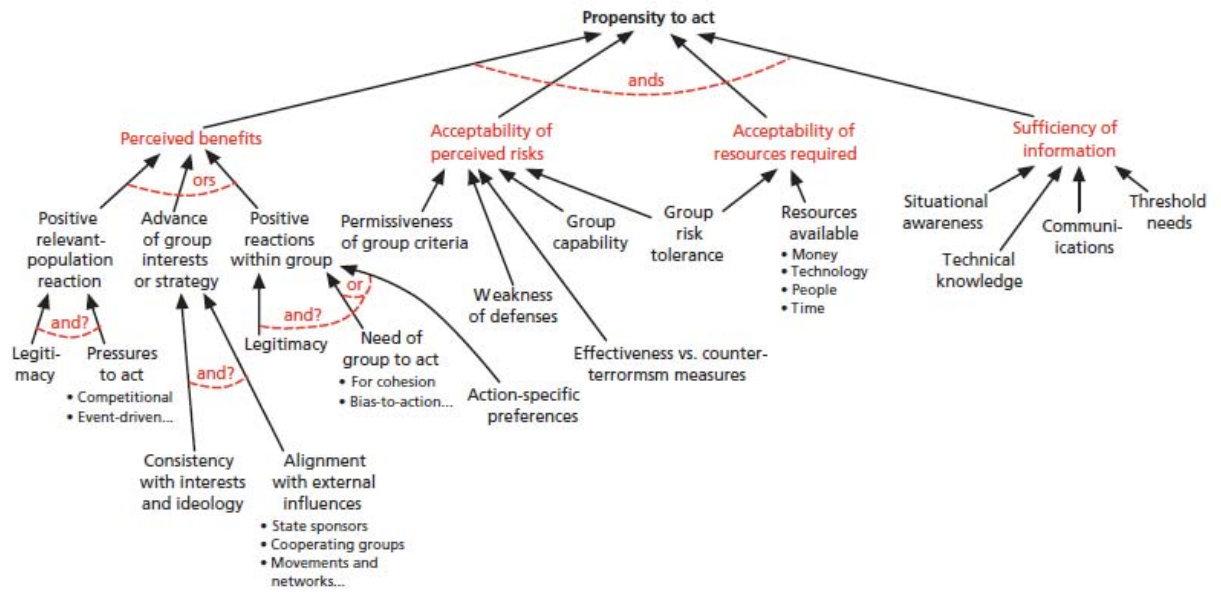 Propensity to act
ands
Perceived benefits
Acceptability of
perceived risks
Acceptability of
resources required
Sufficiency of
information
ors
Positive
relevant-
population
reaction
Advance
of group
interests
or strategy
Positive
reactions
within group
Permissiveness
of group criteria
Group
capability
Group
risk
tolerance
Resources
available
• Money
• Technology
• People
• Time
Situational
awareness
Technical
knowledge
Communi-
cations
Threshold
needs
Weakness
of defenses
Effectiveness vs. counter-
terrormsm measures
and?
Legiti-
macy
Pressures
to act
• Competitional
• Event-driven...
and?
or
and?
Legitimacy
Need of
group to act
• For cohesion
• Bias-to-action...
Action-specific
preferences
Consistency
with interests
and ideology
Alignment
with external
influences
• State sponsors
• Cooperating groups
• Movements and
networks...